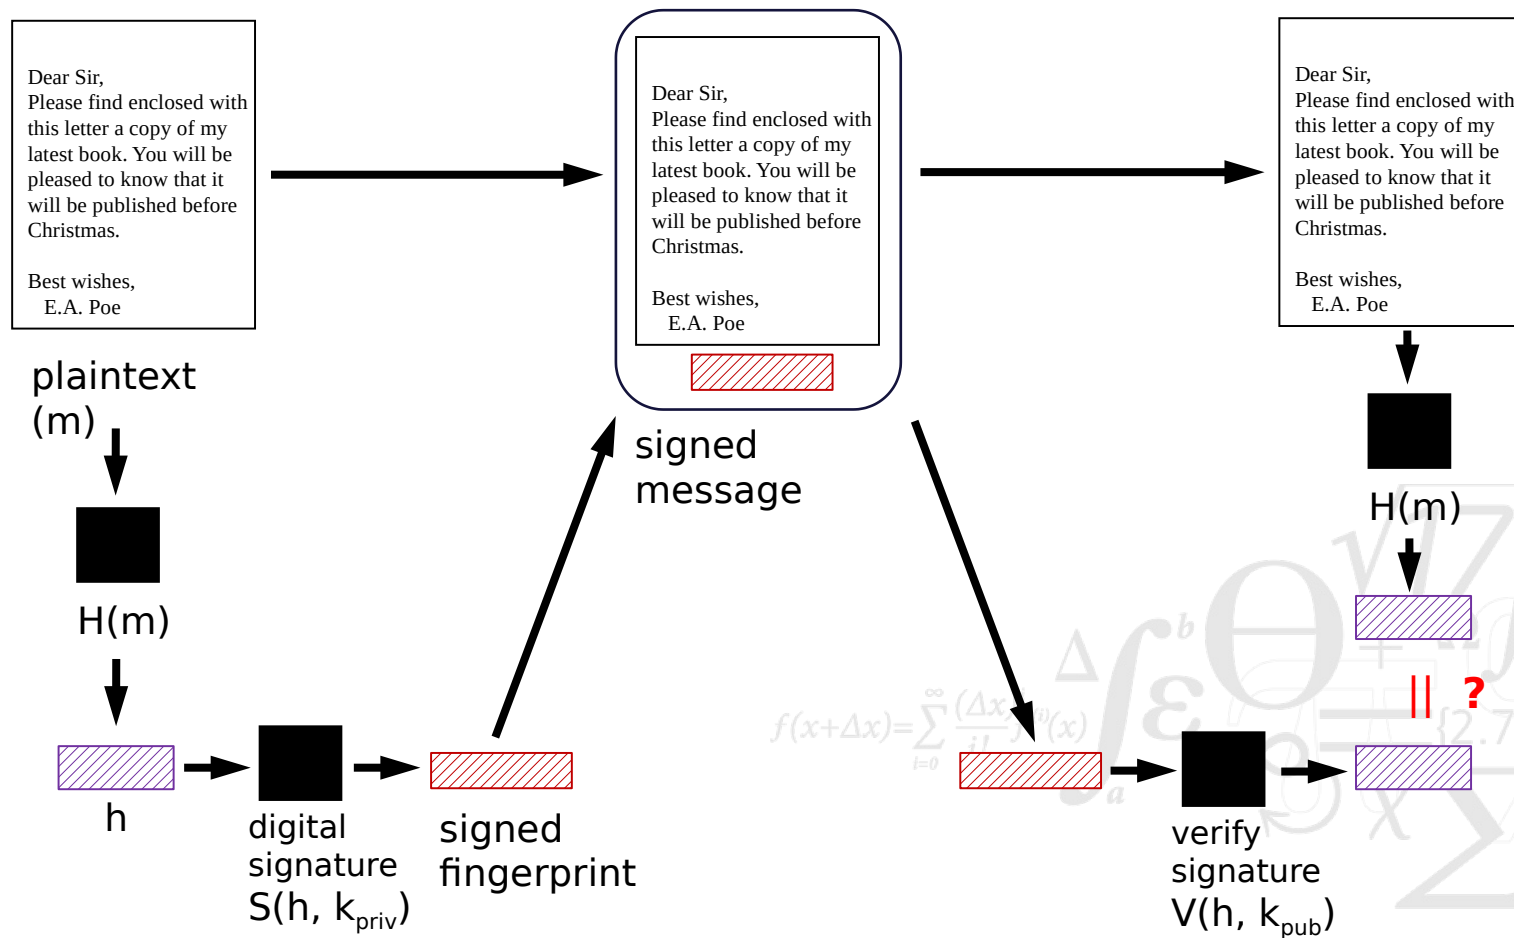 Dear Sir,
Please find enclosed with
this letter a copy of my
latest book. You will be
pleased to know that it
will be published before
Christmas.
Best wishes,
E.A. Poe
plaintext
(m)
H(m)
h
digital
signature
S(h, k_priv)
signed
fingerprint
Dear Sir,
Please find enclosed with
this letter a copy of my
latest book. You will be
pleased to know that it
will be published before
Christmas.
Best wishes,
E.A. Poe
signed
message
Dear Sir,
Please find enclosed with
this letter a copy of my
latest book. You will be
pleased to know that it
will be published before
Christmas.
Best wishes,
E.A. Poe
H(m)
|| ?
verify
signature
V(h, k_pub)